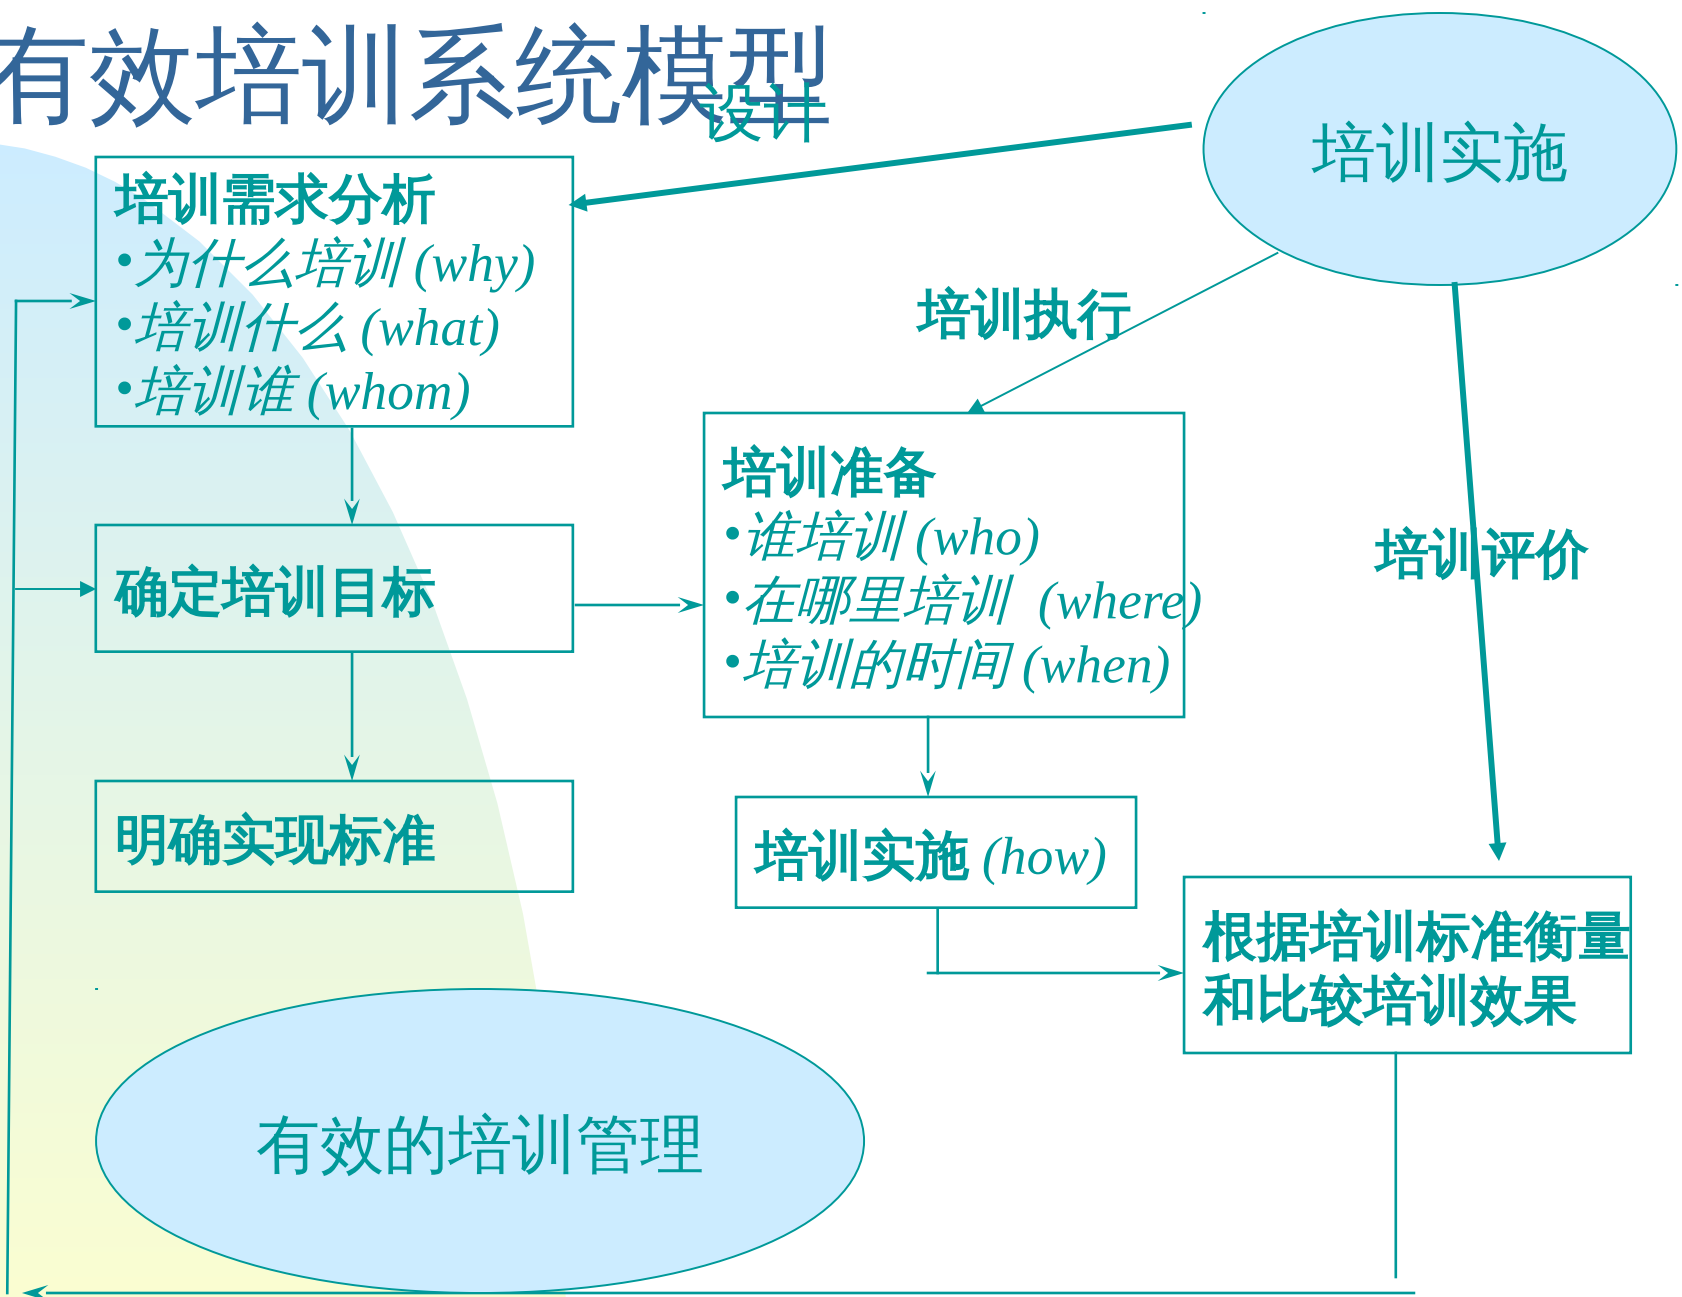 有效培训系统模型
设计
培训实施
培训需求分析
•为什么培训 (why)
•培训什么 (what)
•培训谁 (whom)
培训执行
培训准备
•谁培训 (who)
•在哪里培训 (where)
•培训的时间 (when)
培训评价
确定培训目标
明确实现标准
培训实施 (how)
根据培训标准衡量
和比较培训效果
有效的培训管理